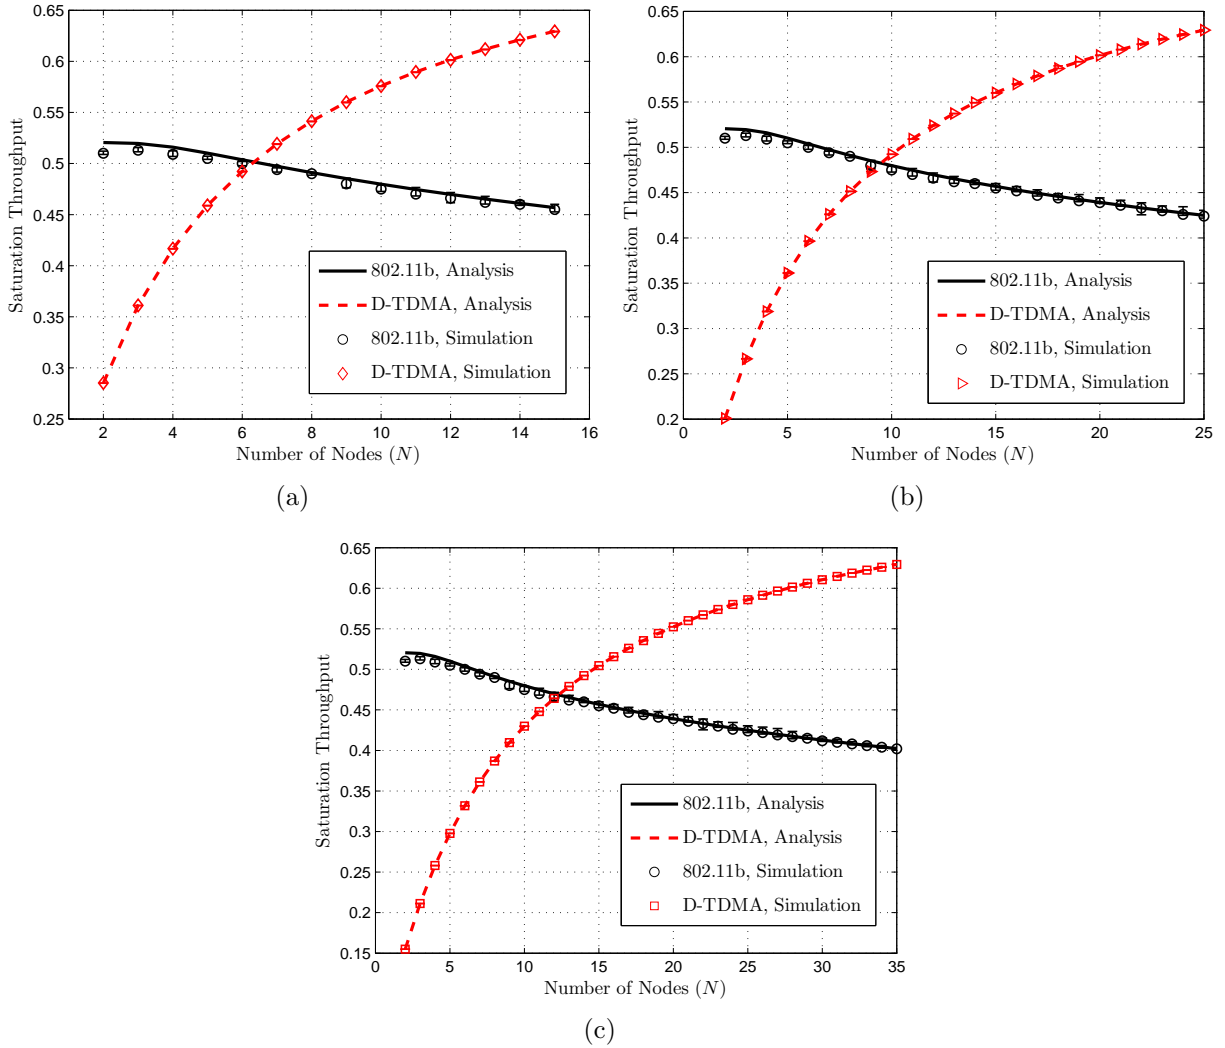 0.65
0.6
0.55
0.5
0.45
0.4
0.35
0.3
0.25
2 4 6 8 10 12 14 16
Saturation Throughput
Number of Nodes (N)
802.11b, Analysis
D-TDMA, Analysis
802.11b, Simulation
D-TDMA, Simulation
(a)
0.65
0.6
0.55
0.5
0.45
0.4
0.35
0.3
0.25
0.2
0 5 10 15 20 25
Saturation Throughput
Number of Nodes (N)
802.11b, Analysis
D-TDMA, Analysis
802.11b, Simulation
D-TDMA, Simulation
(b)
0.65
0.6
0.55
0.5
0.45
0.4
0.35
0.3
0.25
0.2
0.15
0 5 10 15 20 25 30 35
Saturation Throughput
Number of Nodes (N)
802.11b, Analysis
D-TDMA, Analysis
802.11b, Simulation
D-TDMA, Simulation
(c)